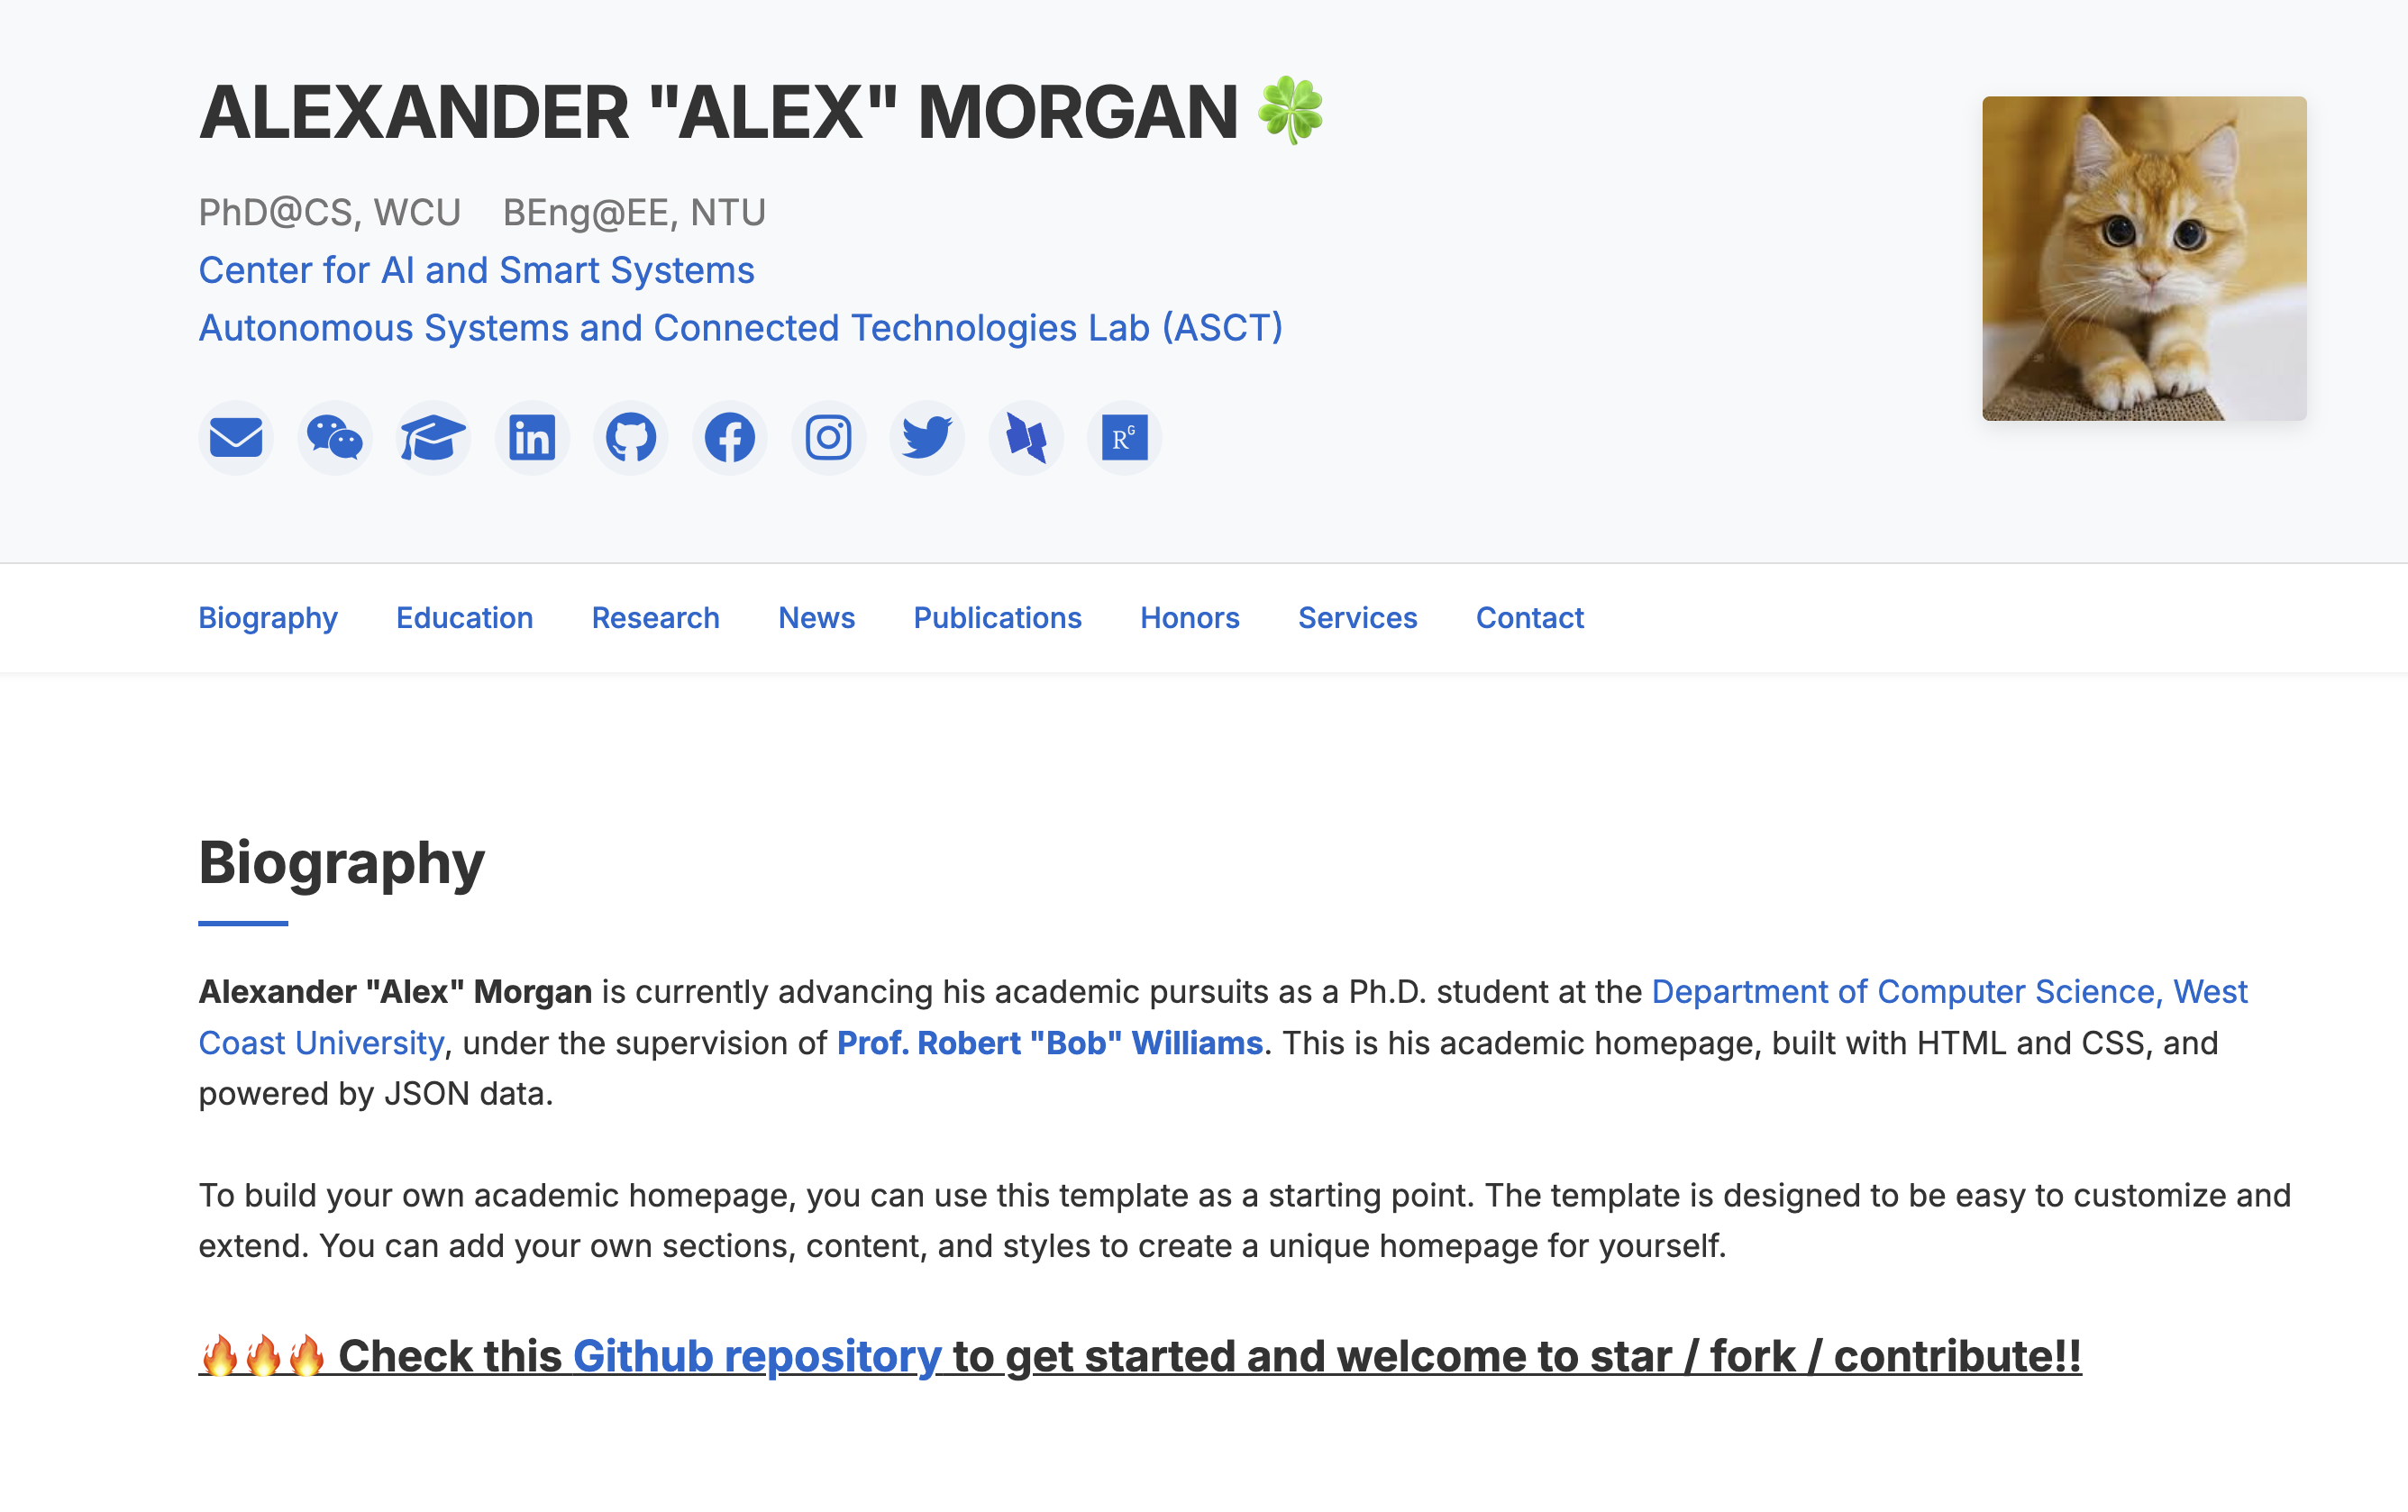 ALEXANDER "ALEX" MORGAN 🍀
PhD@CS, WCU BEng@EE, NTU
Center for AI and Smart Systems
Autonomous Systems and Connected Technologies Lab (ASCT)
in
RG
Biography Education Research News Publications Honors Services Contact
Biography
Alexander "Alex" Morgan is currently advancing his academic pursuits as a Ph.D. student at the Department of Computer Science, West
Coast University, under the supervision of Prof. Robert "Bob" Williams. This is his academic homepage, built with HTML and CSS, and
powered by JSON data.
To build your own academic homepage, you can use this template as a starting point. The template is designed to be easy to customize and
extend. You can add your own sections, content, and styles to create a unique homepage for yourself.
🔥🔥🔥 Check this Github repository to get started and welcome to star / fork / contribute!!